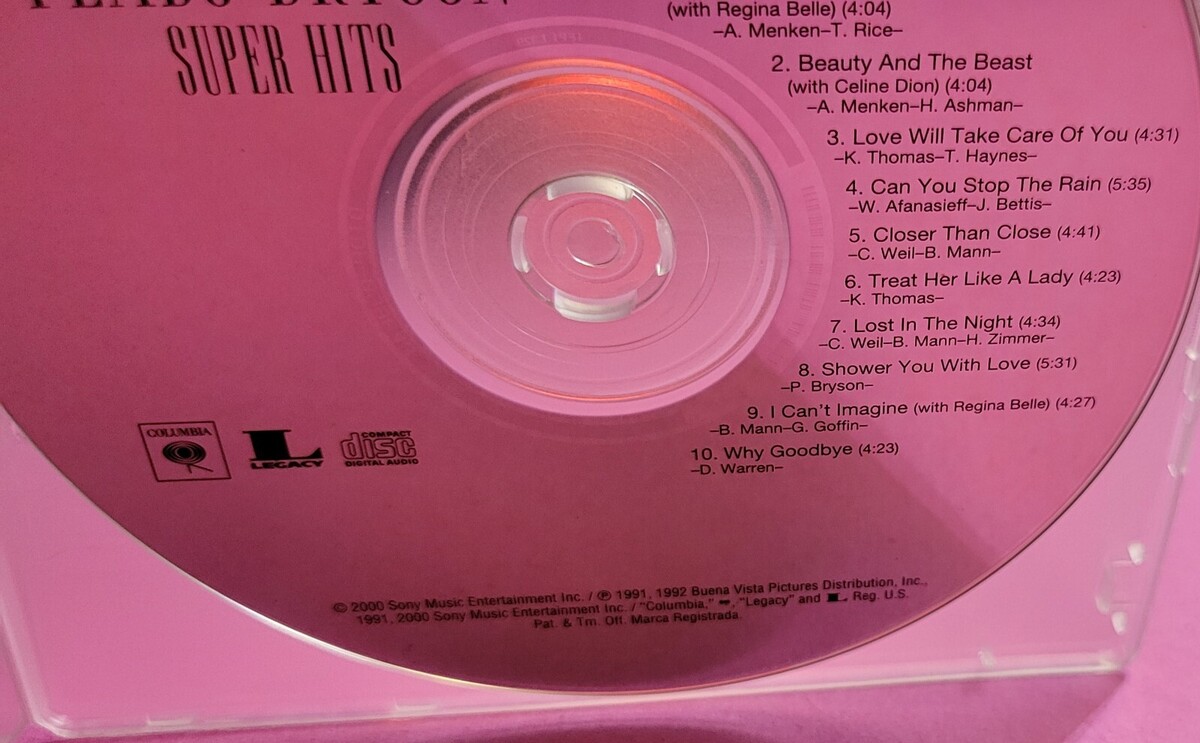 SUPER HITS
(with Regina Belle) (4:04)
–A. Menken–T. Rice–
2. Beauty And The Beast
(with Celine Dion) (4:04)
–A. Menken–H. Ashman–
3. Love Will Take Care Of You (4:31)
–K. Thomas–T. Haynes–
4. Can You Stop The Rain (5:35)
–W. Afanasieff–J. Bettis–
5. Closer Than Close (4:41)
–C. Weil–B. Mann–
6. Treat Her Like A Lady (4:23)
–K. Thomas–
7. Lost In The Night (4:34)
–C. Weil–B. Mann–H. Zimmer–
8. Shower You With Love (5:31)
–P. Bryson–
9. I Can't Imagine (with Regina Belle) (4:27)
–B. Mann–G. Goffin–
10. Why Goodbye (4:23)
–D. Warren–
COLUMBIA
L
LEGACY
COMPACT
disc
DIGITAL AUDIO
© 2000 Sony Music Entertainment Inc. / ℗ 1991, 1992 Buena Vista Pictures Distribution, Inc.,
1991, 2000 Sony Music Entertainment Inc. / "Columbia," , "Legacy" and L Reg. U.S.
Pat. & Tm. Off. Marca Registrada.